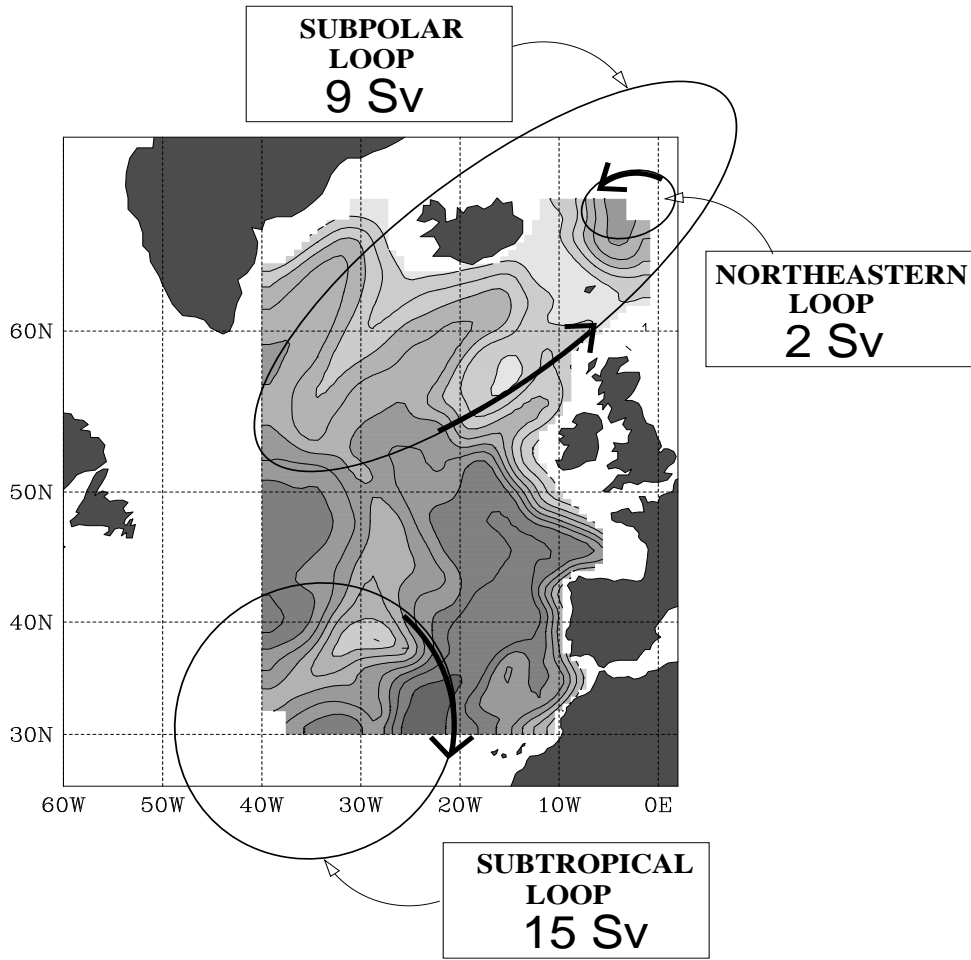 SUBPOLAR
LOOP
9 Sv
NORTHEASTERN
LOOP
2 Sv
60N
1
50N
40N
30N
60W 50W 40W 30W 20W 10W 0E
SUBTROPICAL
LOOP
15 Sv